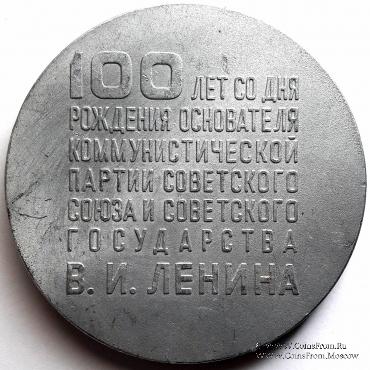 100 ЛЕТ СО ДНЯ
РОЖДЕНИЯ ОСНОВАТЕЛЯ
КОММУНИСТИЧЕСКОЙ
ПАРТИИ СОВЕТСКОГО
СОЮЗА И СОВЕТСКОГО
ГОСУДАРСТВА
В. И. ЛЕНИНА
www.CoinsFrom.Ru
www.CoinsFrom.Moscow